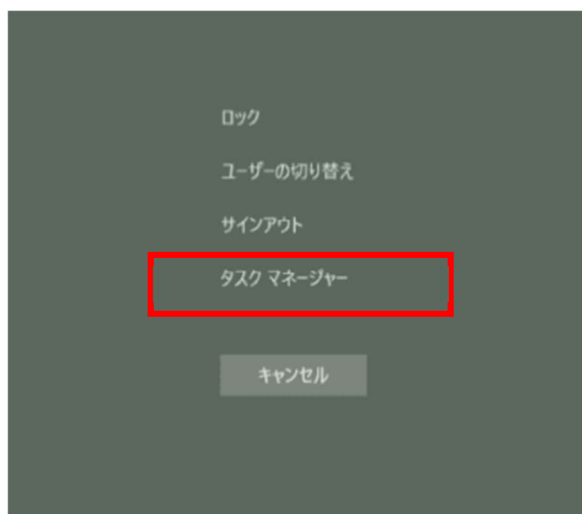 ロック
ユーザーの切り替え
サインアウト
タスク マネージャー
キャンセル